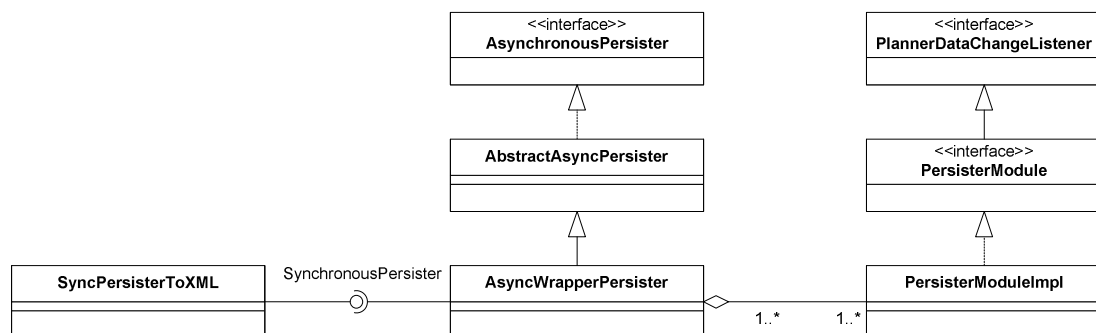 <<interface>>
AsynchronousPersister
<<interface>>
PlannerDataChangeListener
AbstractAsyncPersister
<<interface>>
PersisterModule
SyncPersisterToXML
SynchronousPersister
AsyncWrapperPersister
PersisterModuleImpl
1..*
1..*